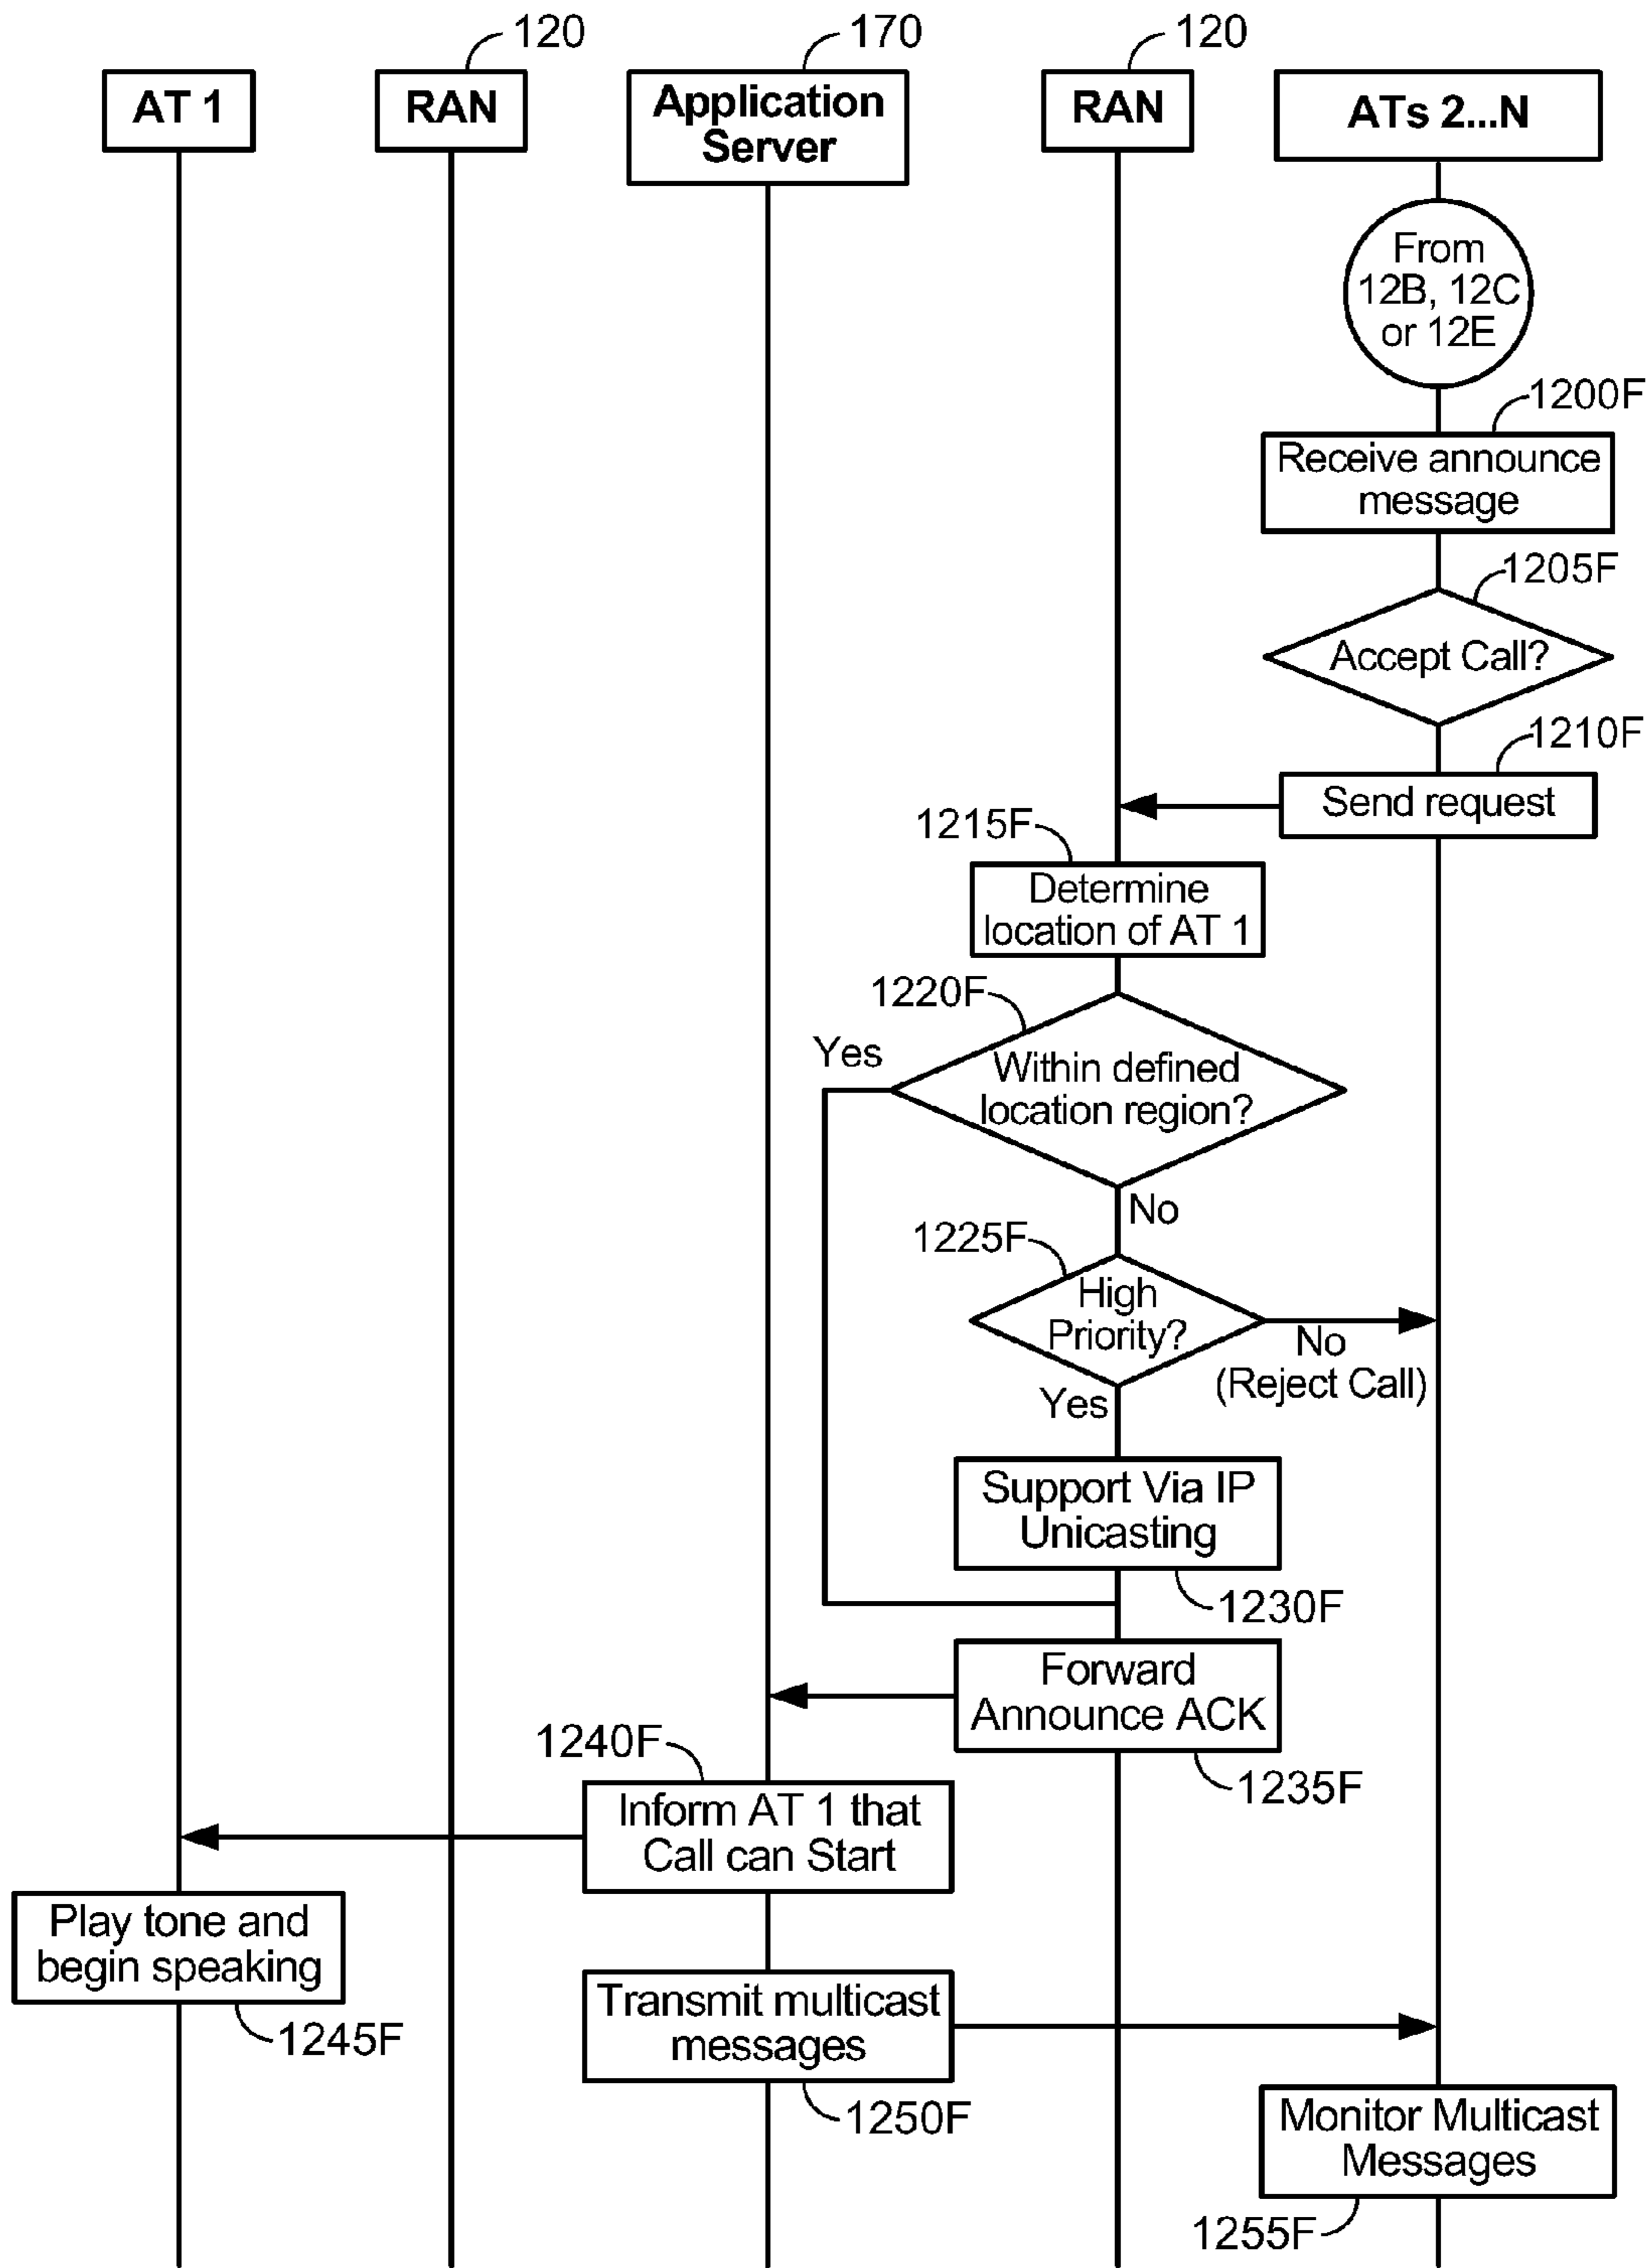 120
170
120
AT 1
RAN
Application
Server
RAN
ATs 2...N
From
12B, 12C
or 12E
1200F
Receive announce
message
1205F
Accept Call?
1210F
Send request
1215F
Determine
location of AT 1
1220F
Yes
Within defined
location region?
No
1225F
High
Priority?
No
(Reject Call)
Yes
Support Via IP
Unicasting
1230F
Forward
Announce ACK
1235F
1240F
Inform AT 1 that
Call can Start
Play tone and
begin speaking
1245F
Transmit multicast
messages
1250F
Monitor Multicast
Messages
1255F